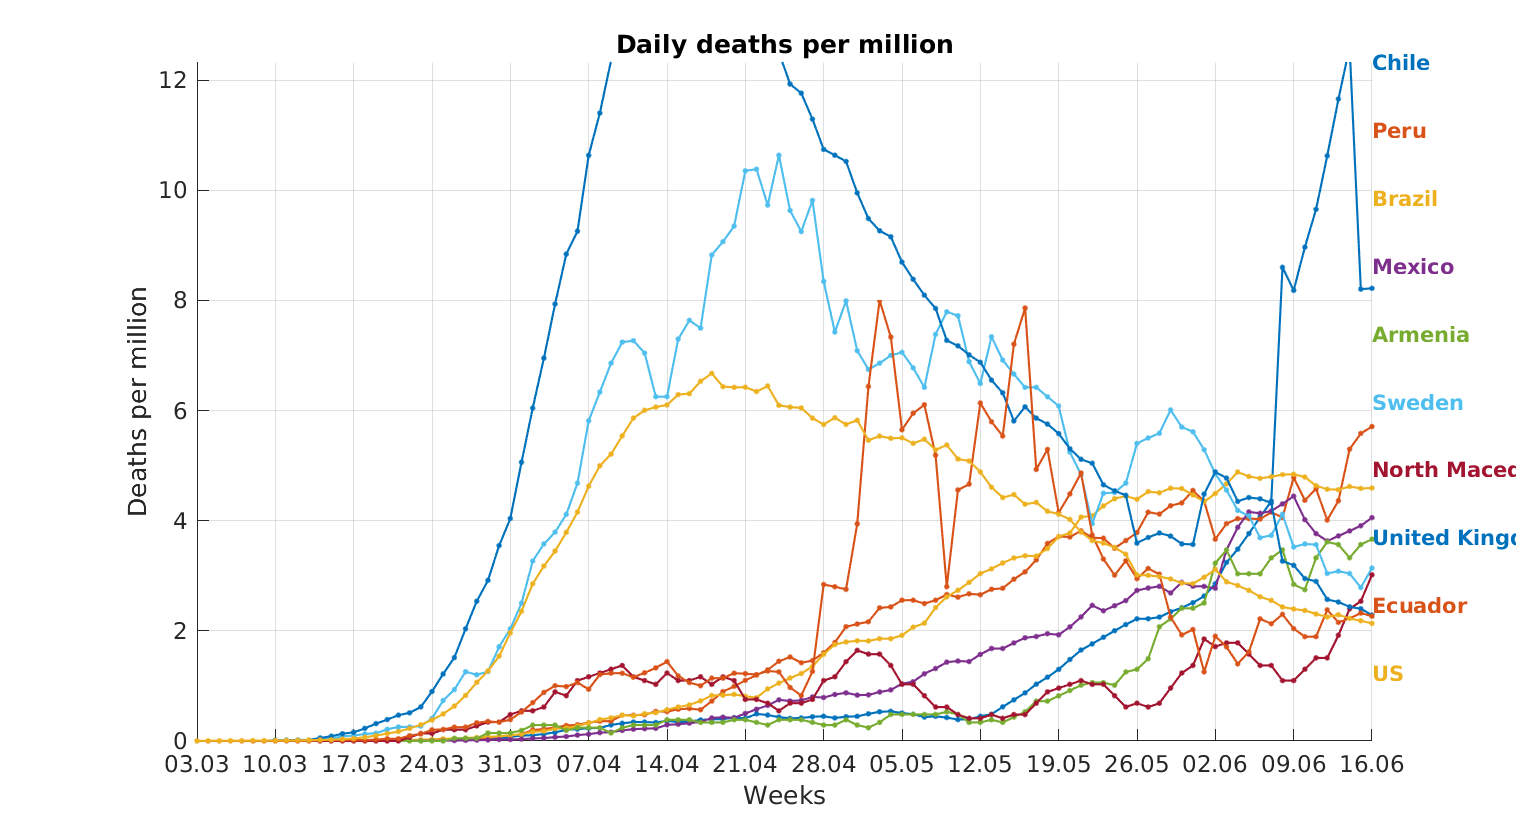 Daily deaths per million
Chile
Peru
Brazil
Mexico
Armenia
Sweden
North Maced
United Kingd
Ecuador
US
Deaths per million
12
10
8
6
4
2
0
03.03 10.03 17.03 24.03 31.03 07.04 14.04 21.04 28.04 05.05 12.05 19.05 26.05 02.06 09.06 16.06
Weeks